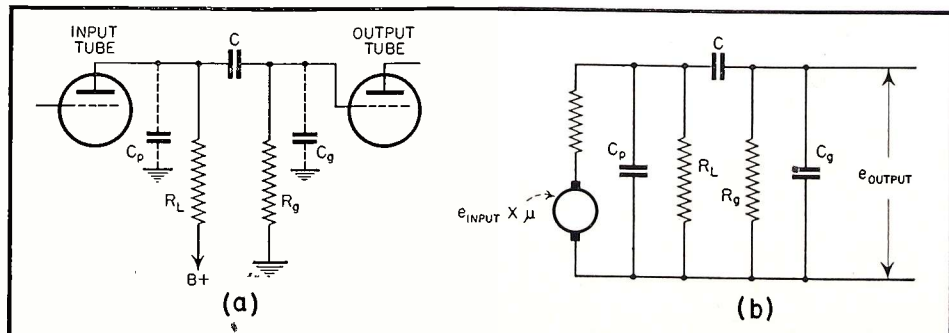 INPUT
TUBE
C
OUTPUT
TUBE
Cp
RL
Rg
Cg
B+
(a)
C
Cp
RL
Rg
Cg
eOUTPUT
eINPUT X μ
(b)